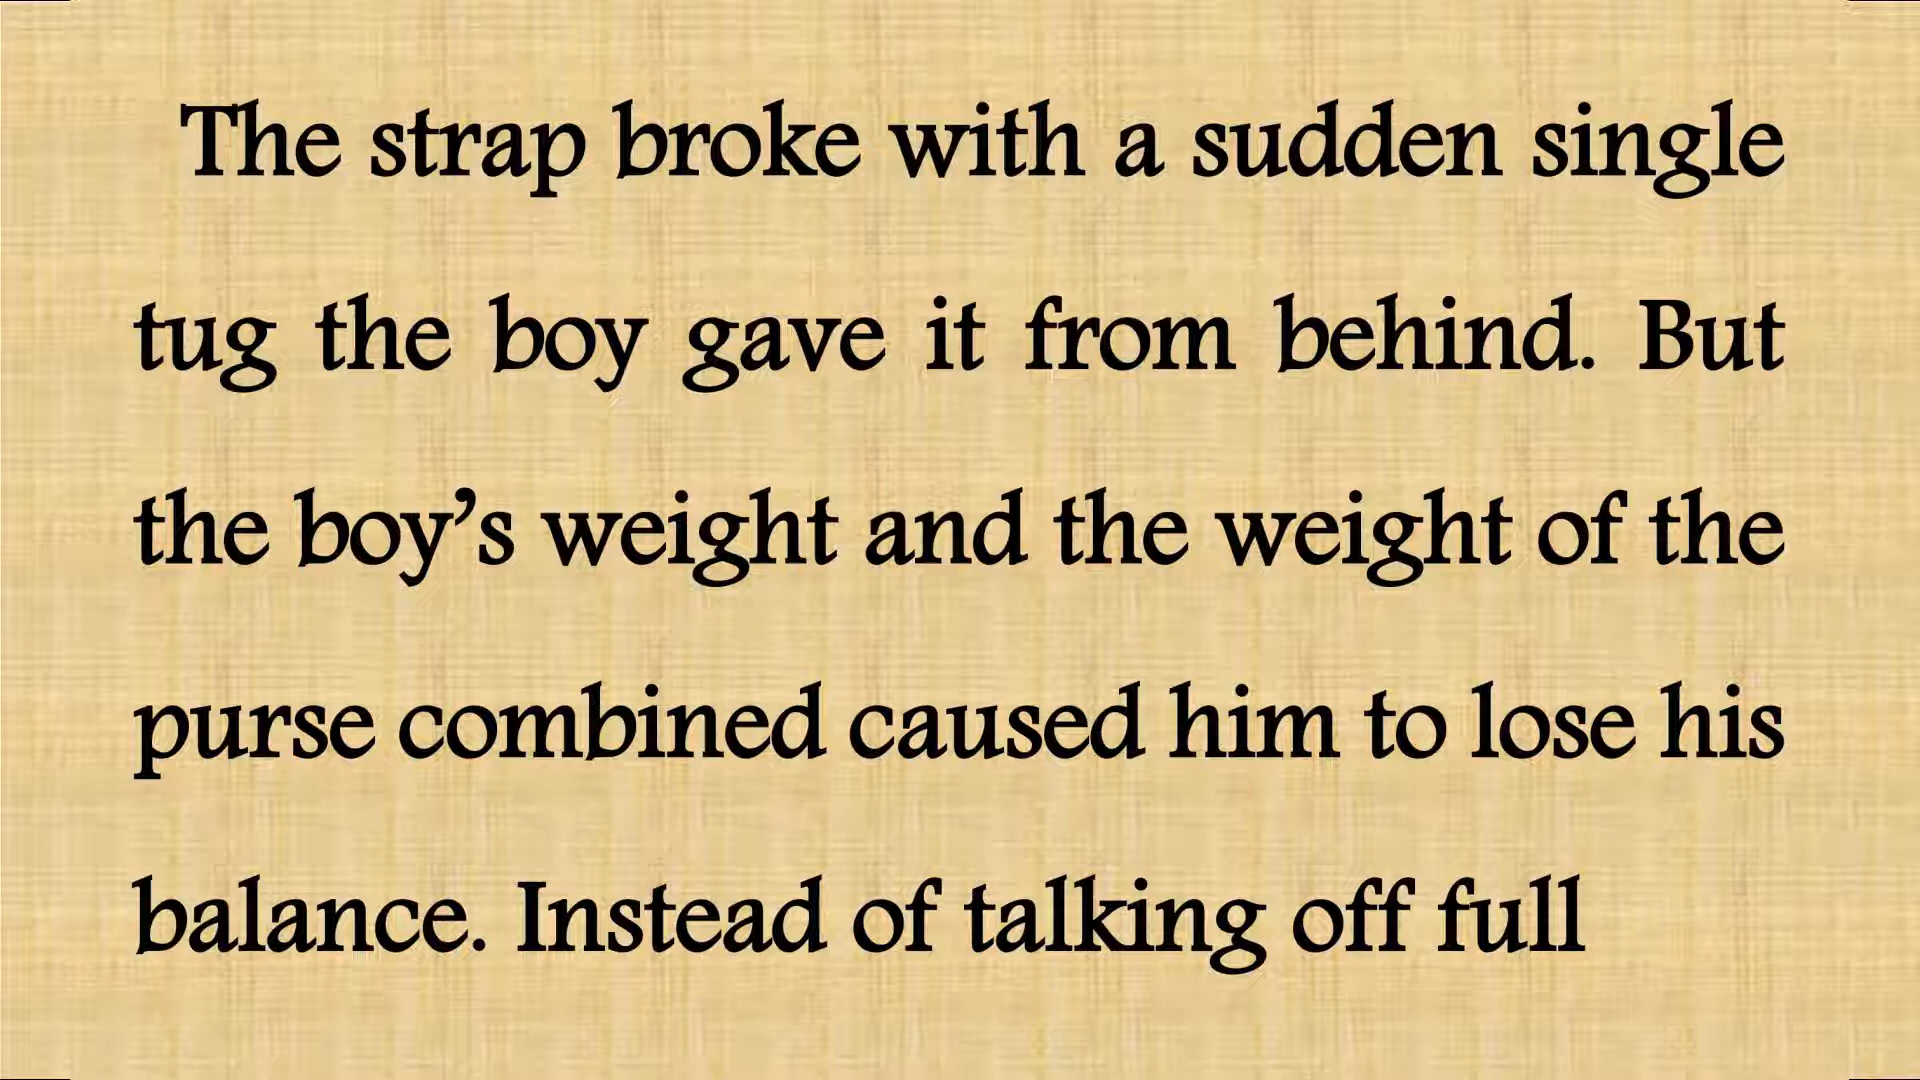 The strap broke with a sudden single
tug the boy gave it from behind. But
the boy’s weight and the weight of the
purse combined caused him to lose his
balance. Instead of talking off full